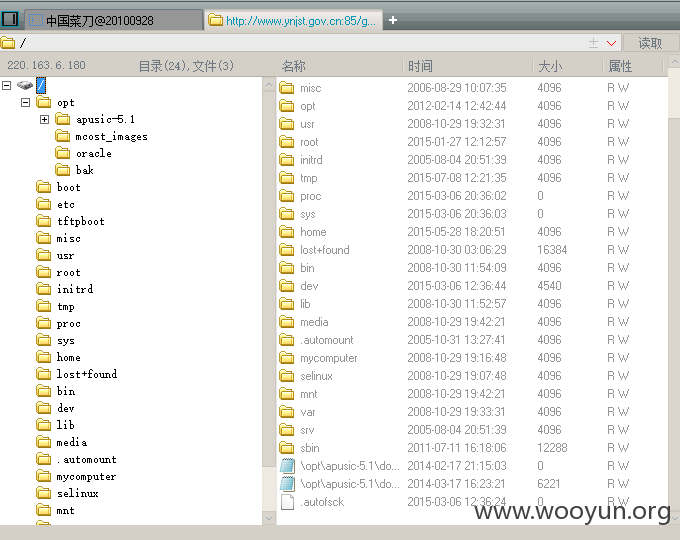 中国菜刀@20100928 http://www.ynjst.gov.cn:85/g... +
/ 读取
220.163.6.180 目录(24),文件(3) 名称 时间 大小 属性
/
opt
apusic-5.1
mcost_images
oracle
bak
boot
etc
tftpboot
misc
usr
root
initrd
tmp
proc
sys
home
lost+found
bin
dev
lib
media
.automount
mycomputer
selinux
mnt
misc 2006-08-29 10:07:35 4096 R W
opt 2012-02-14 12:42:44 4096 R W
usr 2008-10-29 19:32:31 4096 R W
root 2015-01-27 12:12:57 4096 R W
initrd 2005-08-04 20:51:39 4096 R W
tmp 2015-07-08 12:21:35 4096 R W
proc 2015-03-06 20:36:02 0 R W
sys 2015-03-06 20:36:03 0 R W
home 2015-05-28 18:20:51 4096 R W
lost+found 2008-10-30 03:06:29 16384 R W
bin 2008-10-30 11:54:09 4096 R W
dev 2015-03-06 12:36:44 4540 R W
lib 2008-10-30 11:52:57 4096 R W
media 2008-10-29 19:42:21 4096 R W
.automount 2005-10-31 13:27:41 4096 R W
mycomputer 2008-10-29 19:16:48 4096 R W
selinux 2008-10-29 19:07:48 4096 R W
mnt 2008-10-29 19:42:21 4096 R W
var 2008-10-29 19:33:31 4096 R W
srv 2005-08-04 20:51:39 4096 R W
sbin 2011-07-11 16:18:06 12288 R W
\opt\apusic-5.1\do... 2014-02-17 21:15:03 0 R W
\opt\apusic-5.1\do... 2014-03-17 16:23:21 6221 R W
.autofsck 2015-03-06 12:36:24 0 R W
www.wooyun.org